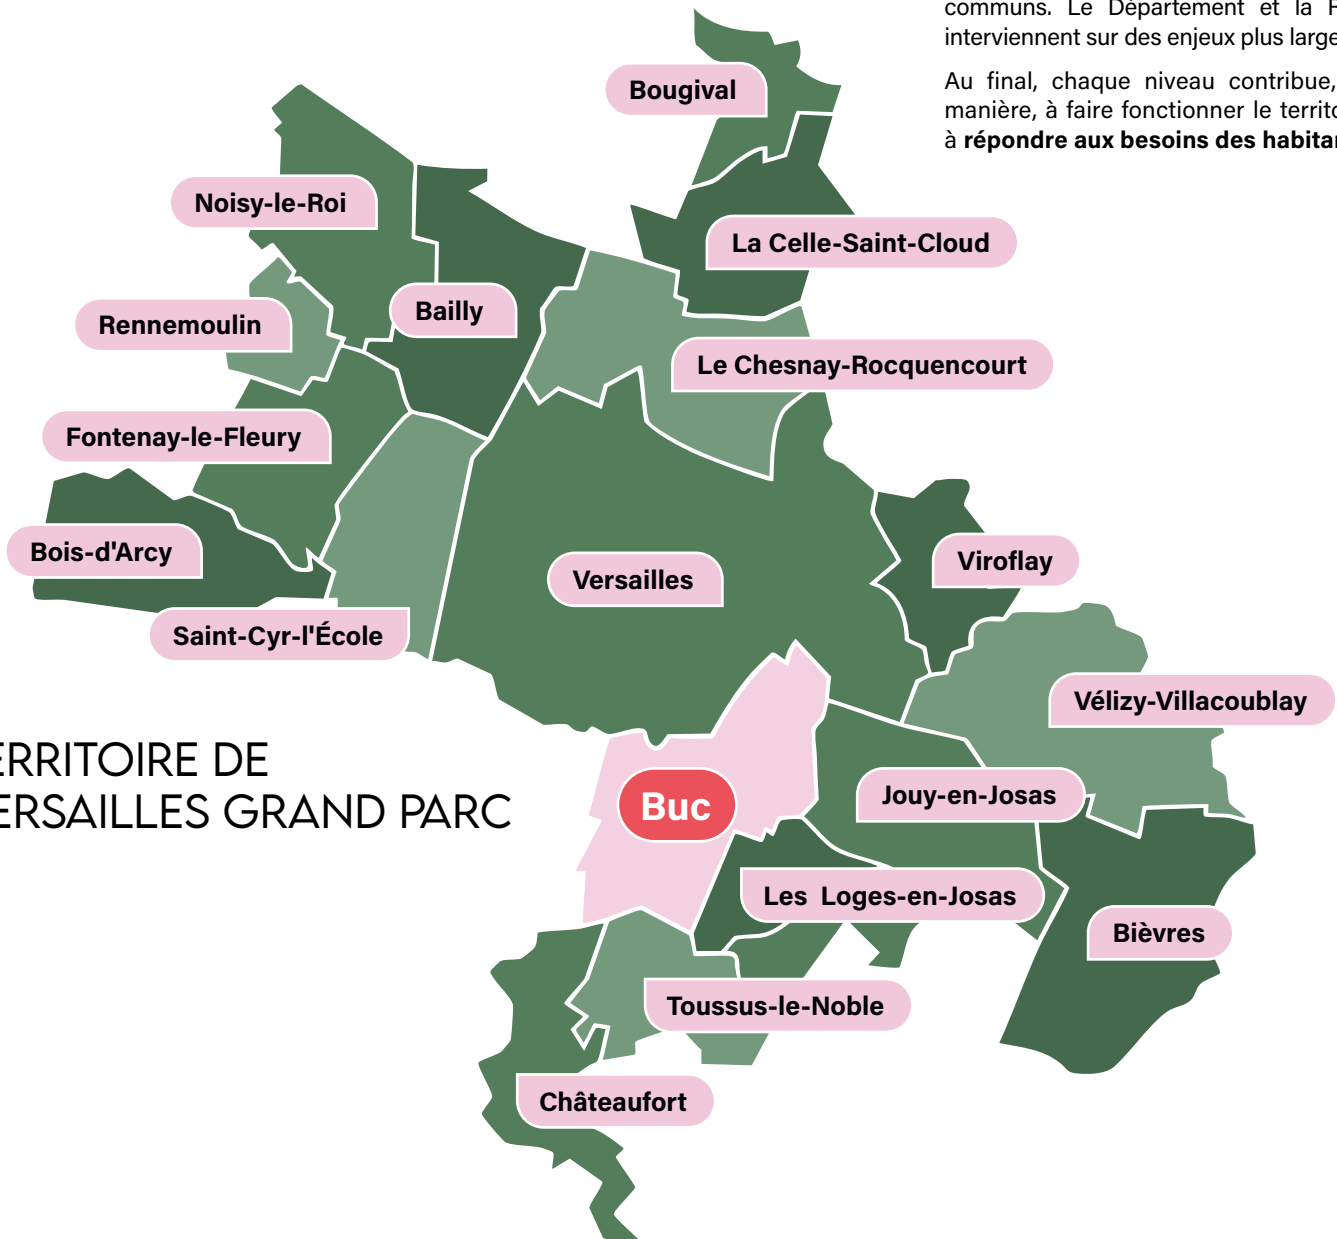 communs. Le Département et la
interviennent sur des enjeux plus large
Au final, chaque niveau contribue,
manière, à faire fonctionner le territo
à répondre aux besoins des habitan
Bougival
Noisy-le-Roi
La Celle-Saint-Cloud
Bailly
Rennemoulin
Le Chesnay-Rocquencourt
Fontenay-le-Fleury
Bois-d'Arcy
Viroflay
Versailles
Saint-Cyr-l'École
Vélizy-Villacoublay
ERRITOIRE DE
ERSAILLES GRAND PARC
Jouy-en-Josas
Buc
Les Loges-en-Josas
Bièvres
Toussus-le-Noble
Châteaufort